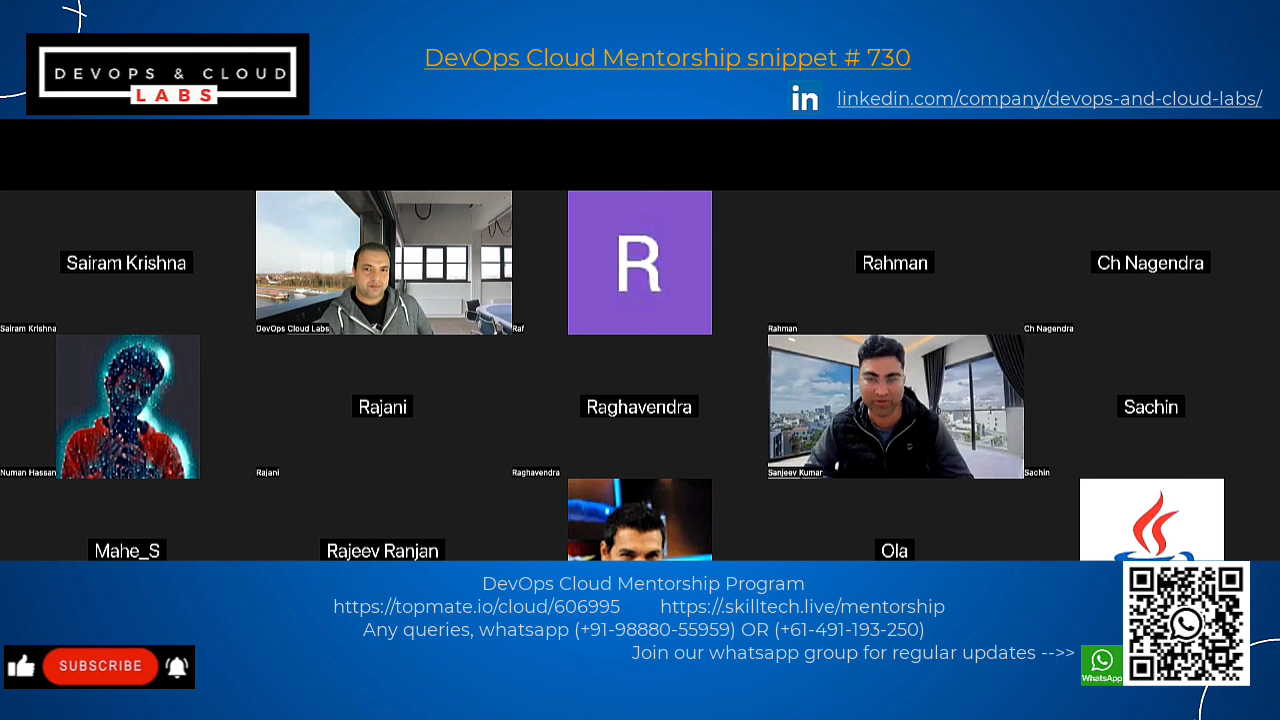 DEVOPS & CLOUD
LABS
DevOps Cloud Mentorship snippet # 730
in
linkedin.com/company/devops-and-cloud-labs/
Sairam Krishna
Sairam Krishna
DevOps Cloud Labs
R
Raf
Rahman
Rahman
Ch Nagendra
Ch Nagendra
Numan Hassan
Rajani
Rajani
Raghavendra
Raghavendra
Sanjeev Kumar
Sachin
Sachin
Mahe_S
Rajeev Ranjan
Ola
DevOps Cloud Mentorship Program
https://topmate.io/cloud/606995 https://.skilltech.live/mentorship
Any queries, whatsapp (+91-98880-55959) OR (+61-491-193-250)
Join our whatsapp group for regular updates -->>
SUBSCRIBE
WhatsApp